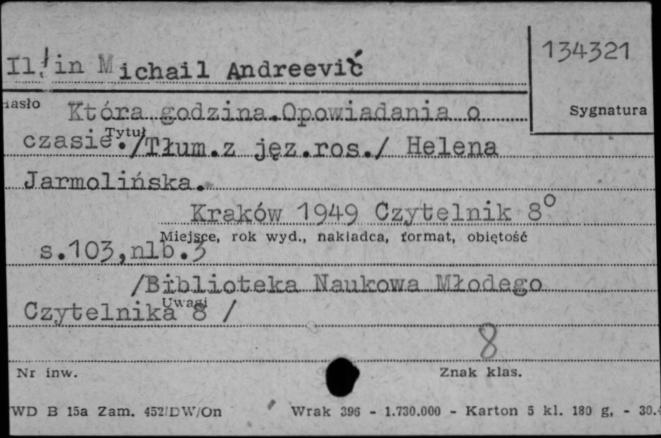 Il'in Michail Andreevič
134321
Hasło
Sygnatura
Która godzina.Opowiadania o
Tytuł
czasie./Tłum.z jęz.ros./ Helena
Jarmolińska.
Kraków 1949 Czytelnik 8°
Miejsce, rok wyd., nakładca, format, objętość
s.103,nlb.3
/Biblioteka Naukowa Młodego
Uwagi
Czytelnika 8 /
8
Nr inw.
Znak klas.
WD B 15a Zam. 452/DW/On
Wrak 396 - 1.730.000 - Karton 5 kl. 180 g, - 30.4